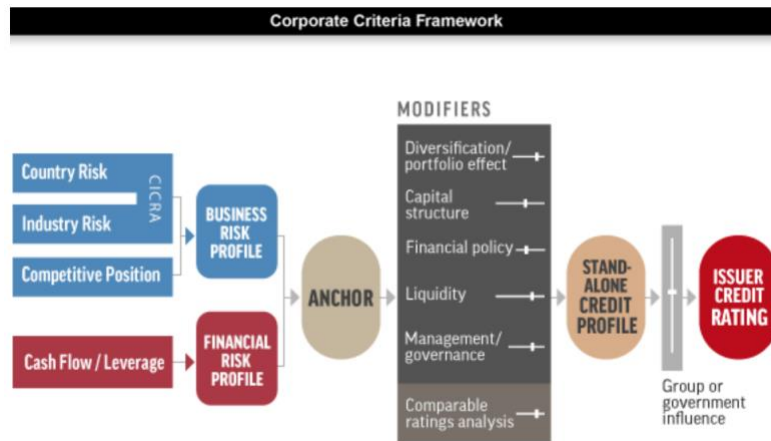 Corporate Criteria Framework
MODIFIERS
Country Risk
Industry Risk
CICRA
Competitive Position
Cash Flow / Leverage
BUSINESS
RISK
PROFILE
FINANCIAL
RISK
PROFILE
ANCHOR
Diversification/
portfolio effect
Capital
structure
Financial policy
Liquidity
Management/
governance
Comparable
ratings analysis
STAND-
ALONE
CREDIT
PROFILE
Group or
government
influence
ISSUER
CREDIT
RATING